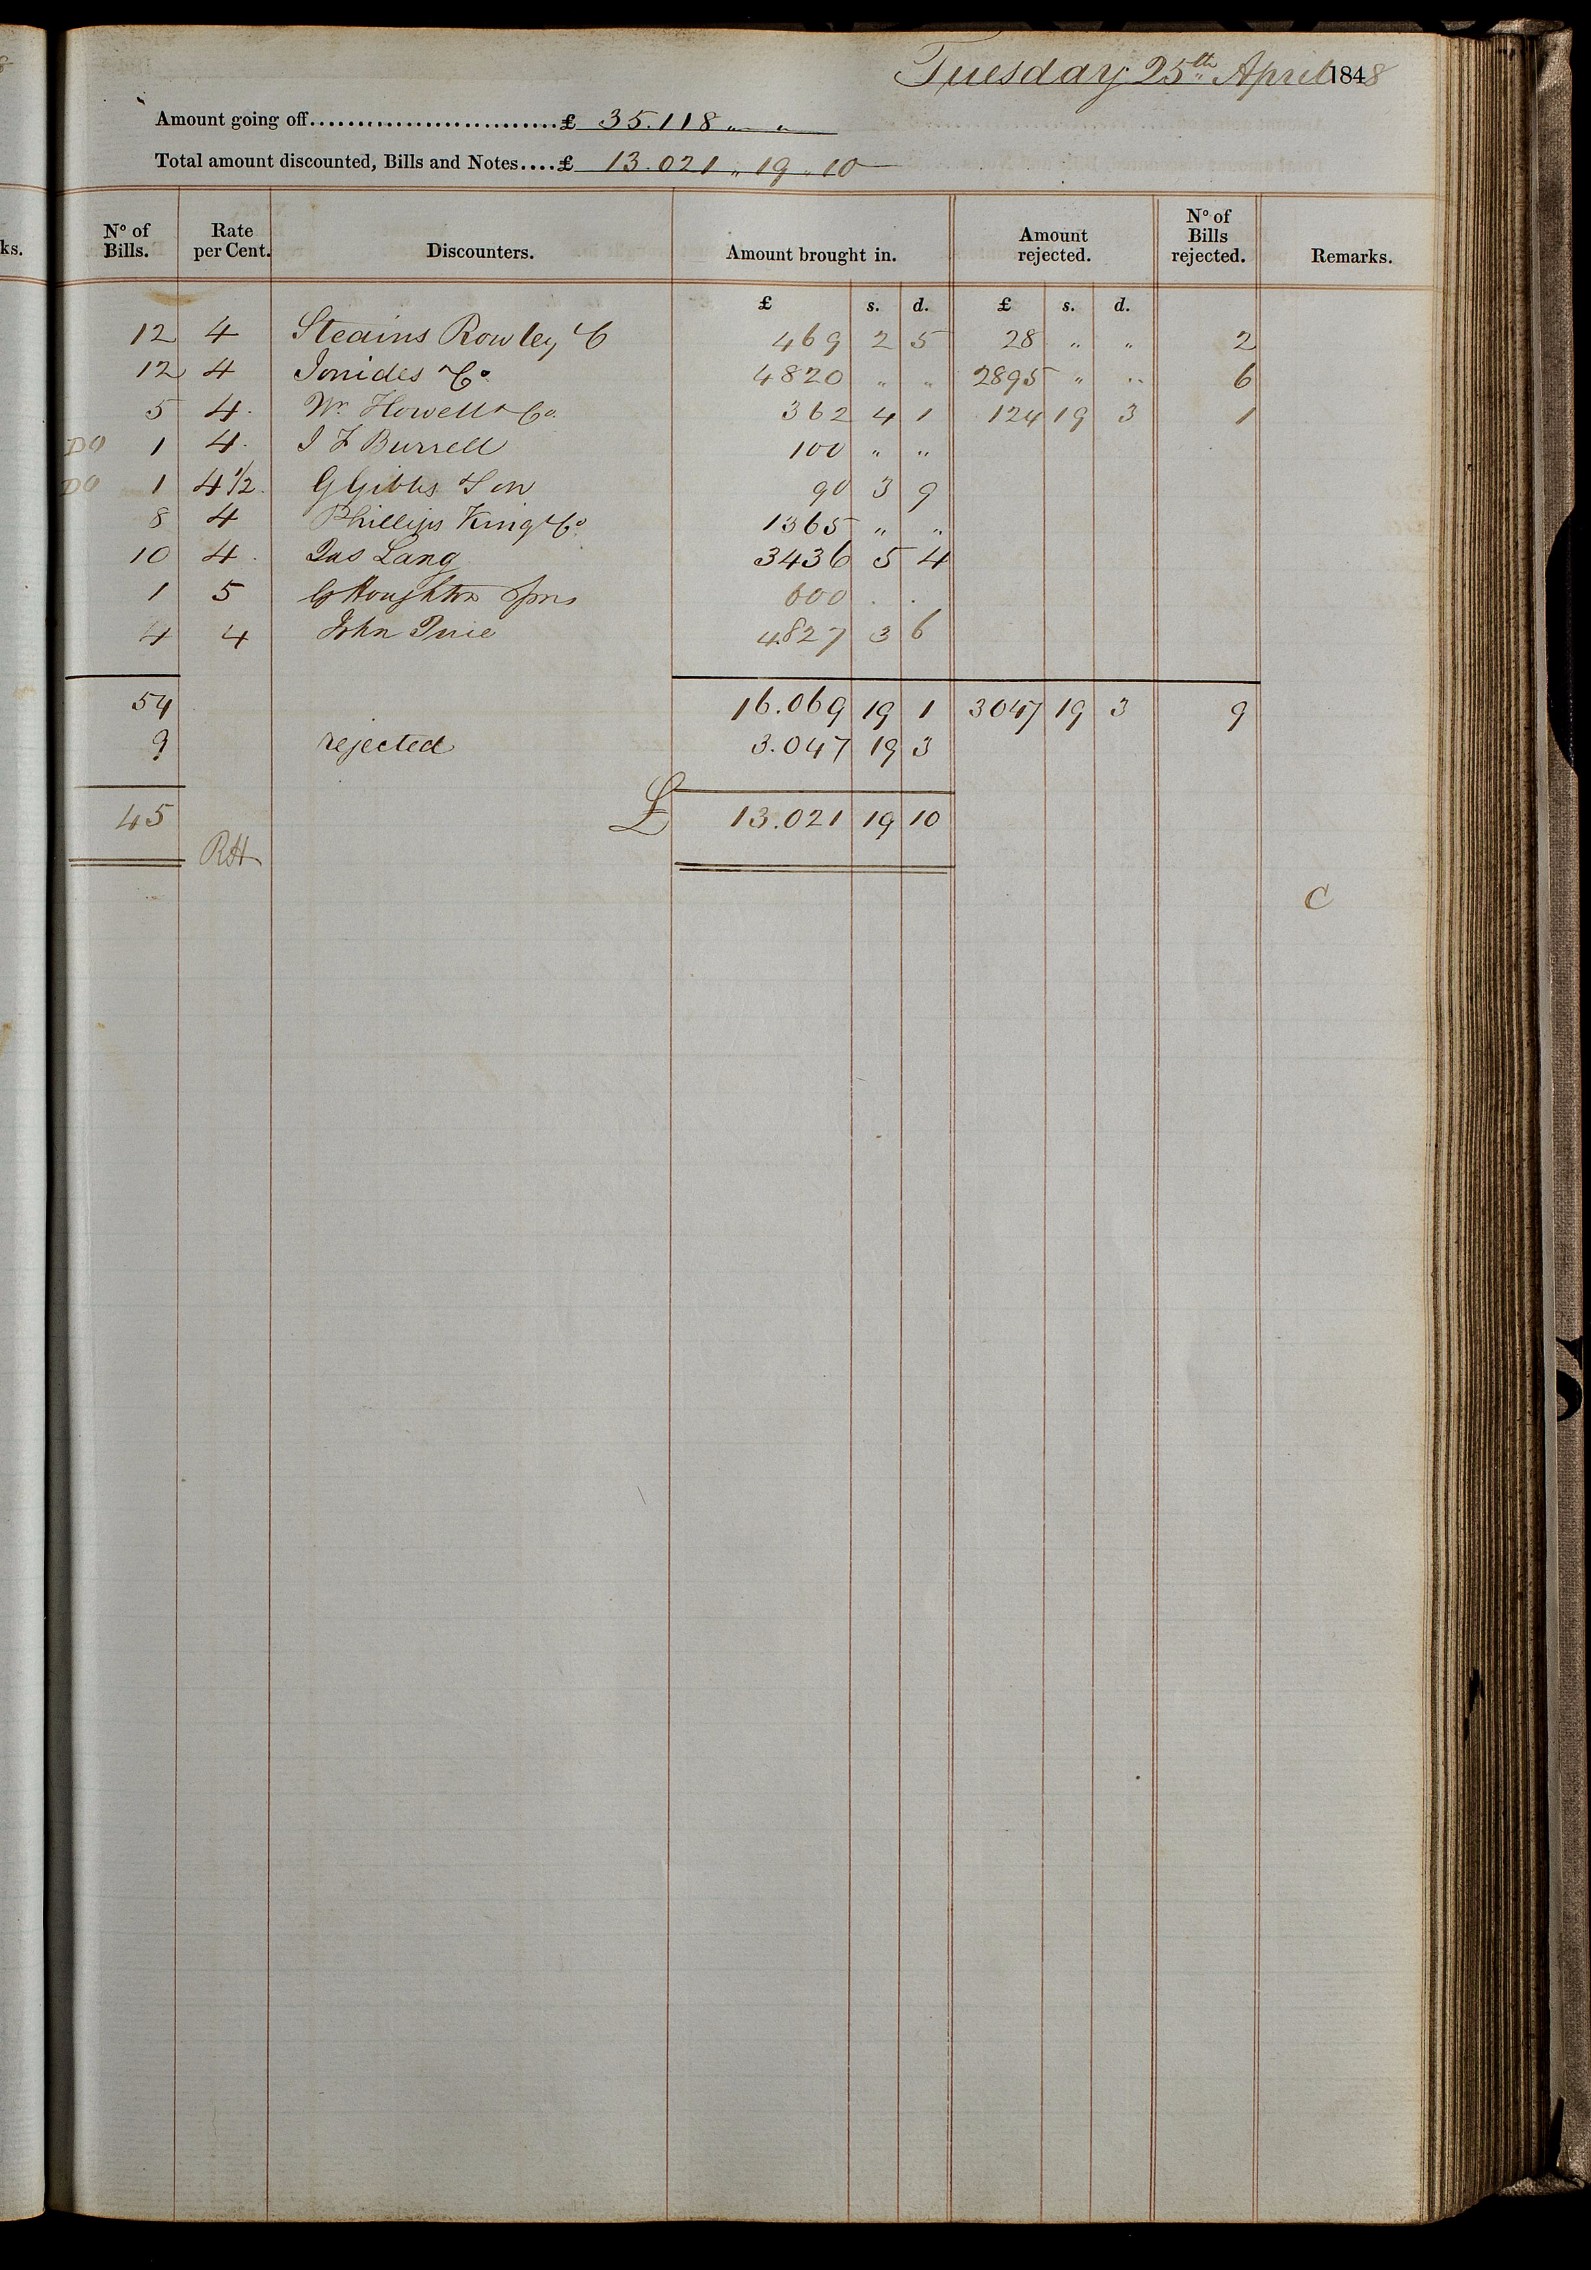 Tuesday 25th April 1848
Amount going off..........................£ 35.118 „ „
Total amount discounted, Bills and Notes....£ 13.021 „ 19 „ 10
ks. No of Bills. Rate per Cent. Discounters. Amount brought in. Amount rejected. No of Bills rejected. Remarks.
£ s. d. £ s. d.
12 4 Steains Rowley & C 469 2 5 28 „ „ 2
12 4 Ionides & Co 4820 „ „ 2895 „ „ 6
5 4 Wm Howell & Co 362 4 1 124 19 3 1
DO 1 4 I F Burrell 100 „ „
DO 1 4 1/2 G Gibbs & Son 90 3 9
8 4 Phillips King & Co 1365 „ „
10 4 Jas Lang 3436 5 4
1 5 G Houghton & Sons 600 . .
4 4 John 4.827 3 6
54 16.069 19 1 3047 19 3 9
9 rejected 3.047 19 3
45 £ 13.021 19 10
RH
C